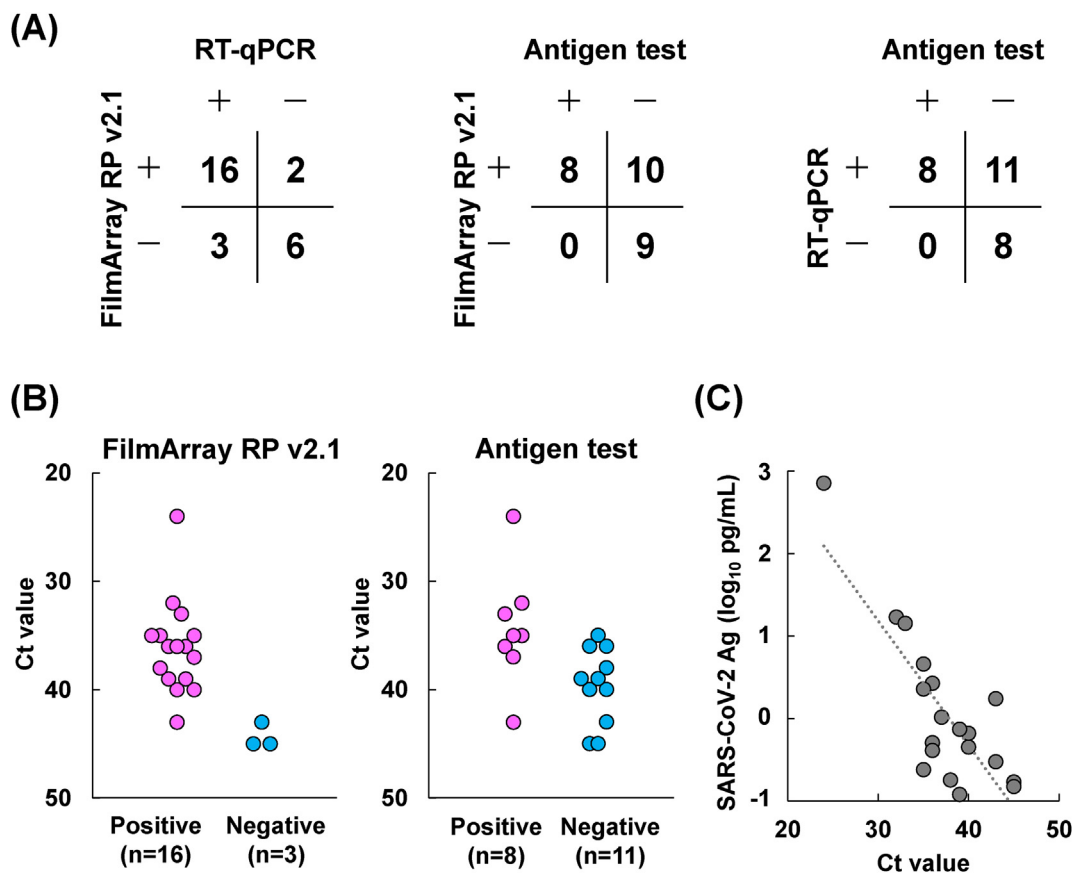 (A)
RT-qPCR
+ −
FilmArray RP v2.1
+ 16 2
− 3 6
Antigen test
+ −
FilmArray RP v2.1
+ 8 10
− 0 9
Antigen test
+ −
RT-qPCR
+ 8 11
− 0 8
(B)
FilmArray RP v2.1
Ct value
20
30
40
50
Positive
(n=16)
Negative
(n=3)
Antigen test
Ct value
20
30
40
50
Positive
(n=8)
Negative
(n=11)
(C)
SARS-CoV-2 Ag (log₁₀ pg/mL)
3
2
1
0
-1
20 30 40 50
Ct value